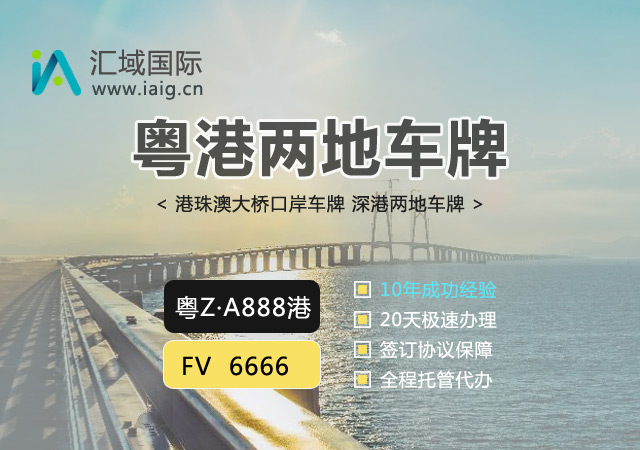 汇域国际
www.iaig.cn
粤港两地车牌
< 港珠澳大桥口岸车牌 深港两地车牌 >
粤Z·A888港
FV 6666
10年成功经验
20天极速办理
签订协议保障
全程托管代办